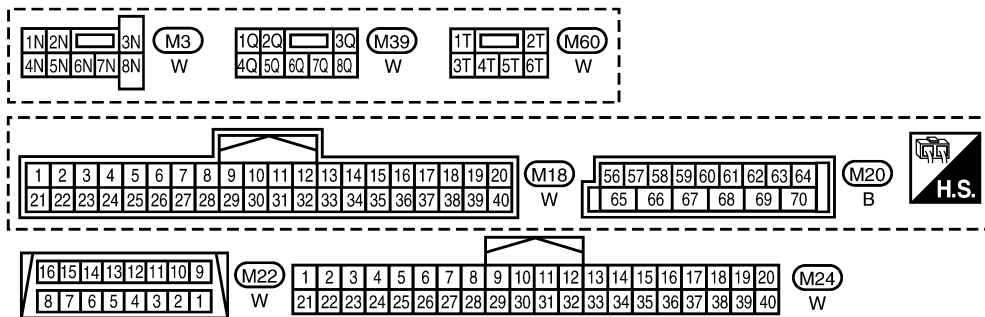 1N 2N 3N M3 1Q 2Q 3Q M39 1T 2T M60
4N 5N 6N 7N 8N W 4Q 5Q 6Q 7Q 8Q W 3T 4T 5T 6T W
1 2 3 4 5 6 7 8 9 10 11 12 13 14 15 16 17 18 19 20 M18 56 57 58 59 60 61 62 63 64 M20
21 22 23 24 25 26 27 28 29 30 31 32 33 34 35 36 37 38 39 40 W 65 66 67 68 69 70 B H.S.
16 15 14 13 12 11 10 9 M22 1 2 3 4 5 6 7 8 9 10 11 12 13 14 15 16 17 18 19 20 M24
8 7 6 5 4 3 2 1 W 21 22 23 24 25 26 27 28 29 30 31 32 33 34 35 36 37 38 39 40 W